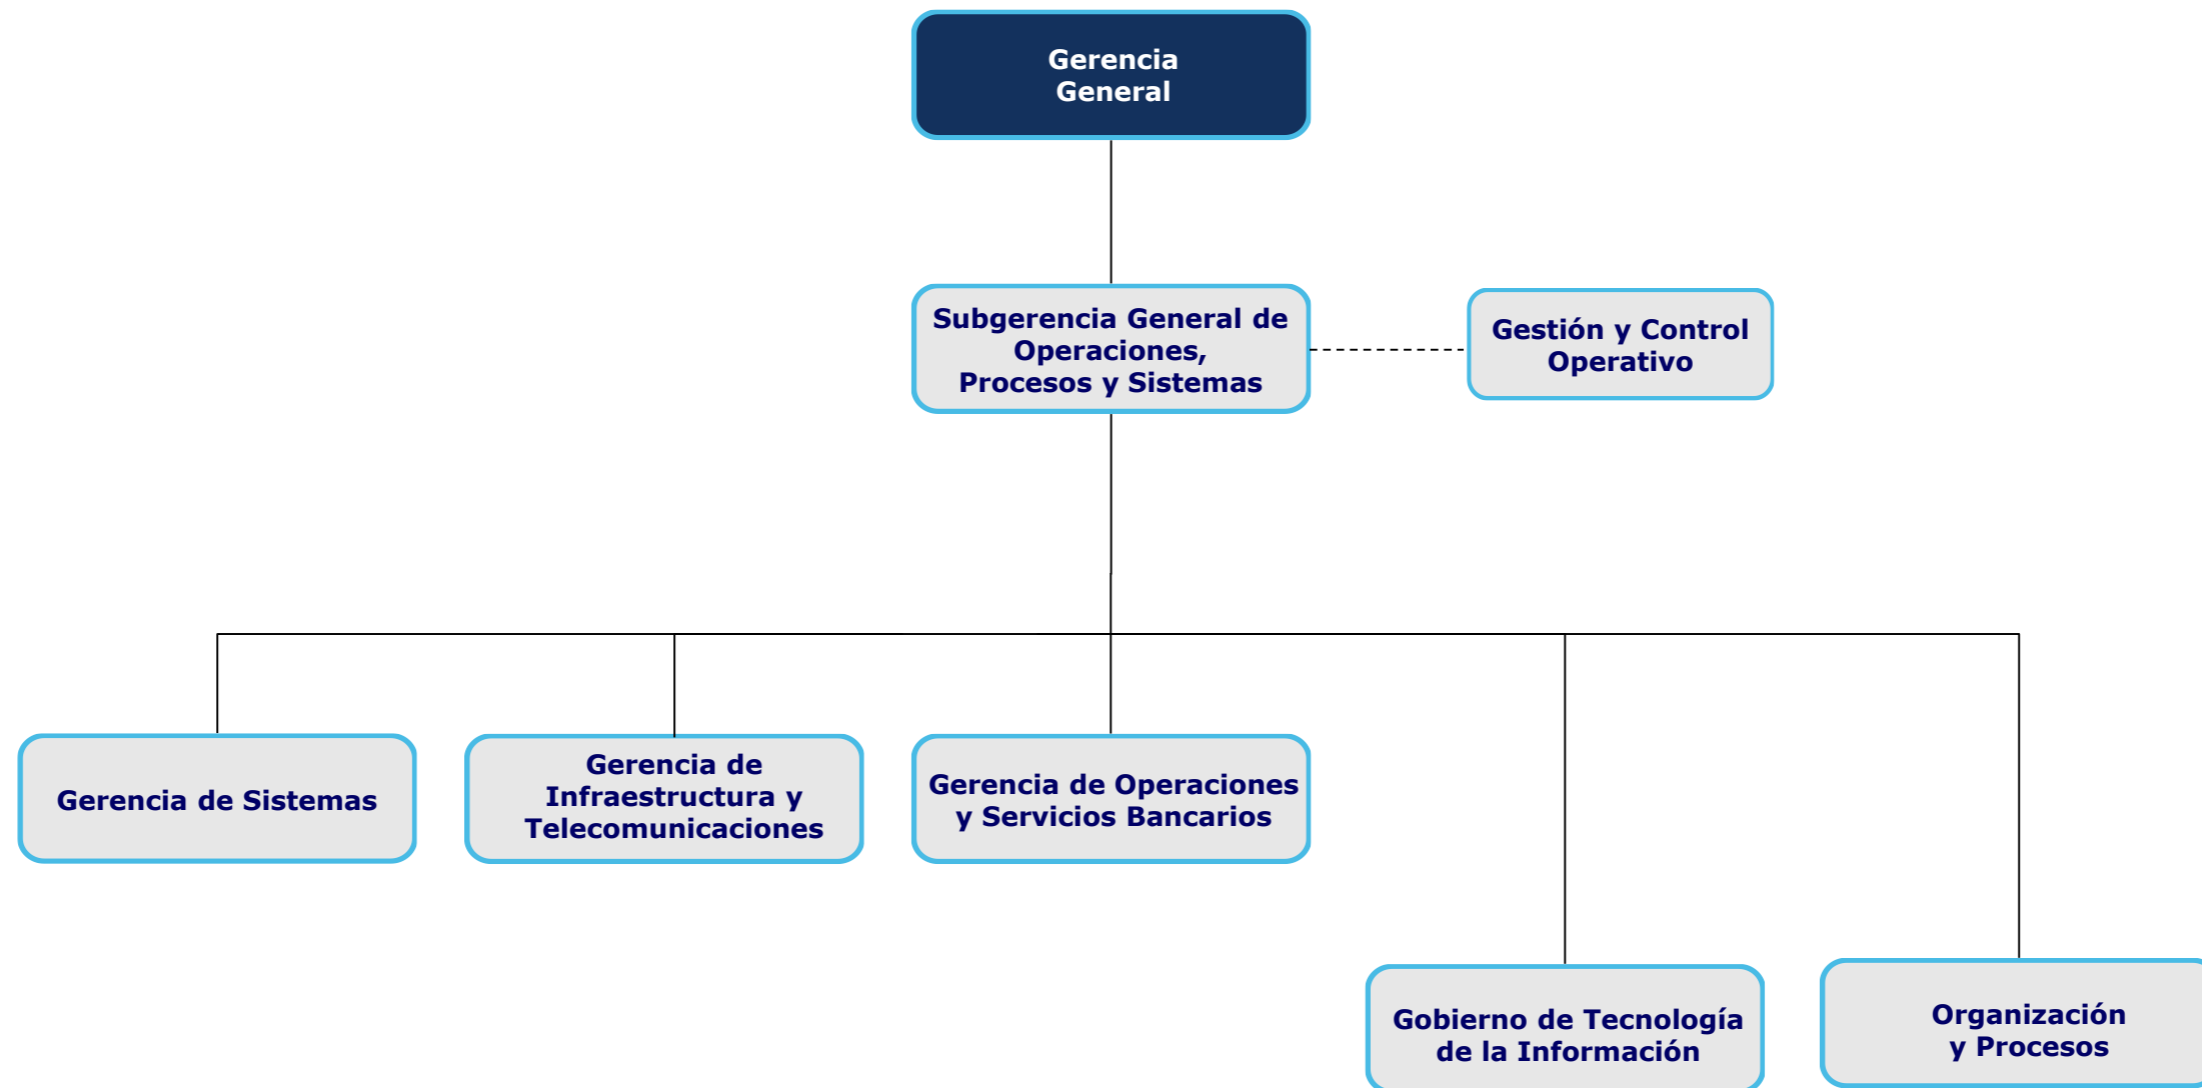 Gerencia
General
Subgerencia General de
Operaciones,
Procesos y Sistemas
Gestión y Control
Operativo
Gerencia de Sistemas
Gerencia de
Infraestructura y
Telecomunicaciones
Gerencia de Operaciones
y Servicios Bancarios
Gobierno de Tecnología
de la Información
Organización
y Procesos